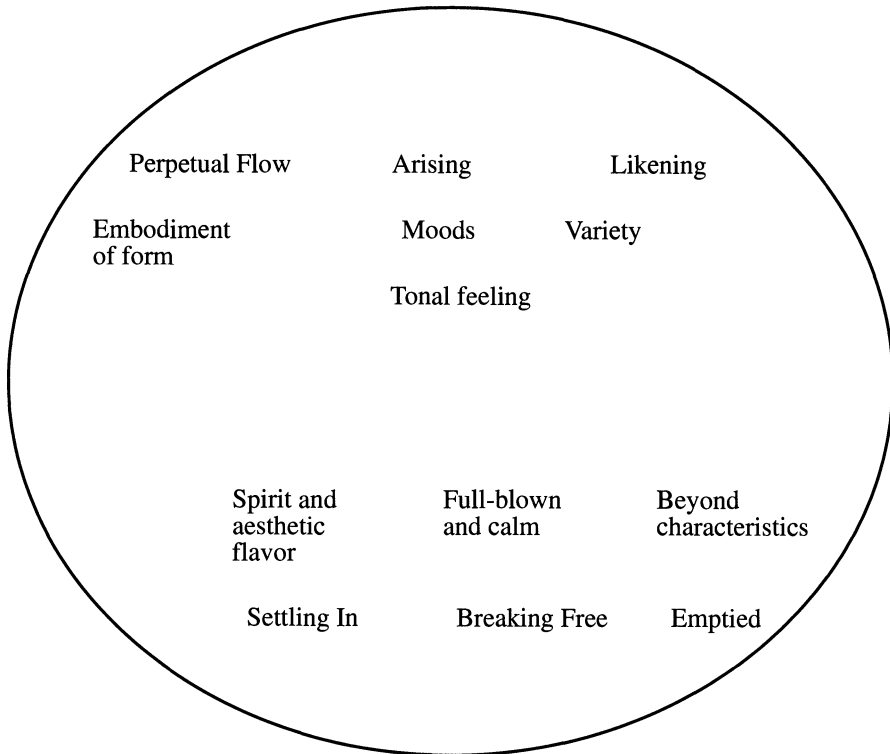 Perpetual Flow Arising Likening
Embodiment Moods Variety
of form
Tonal feeling
Spirit and Full-blown Beyond
aesthetic and calm characteristics
flavor
Settling In Breaking Free Emptied